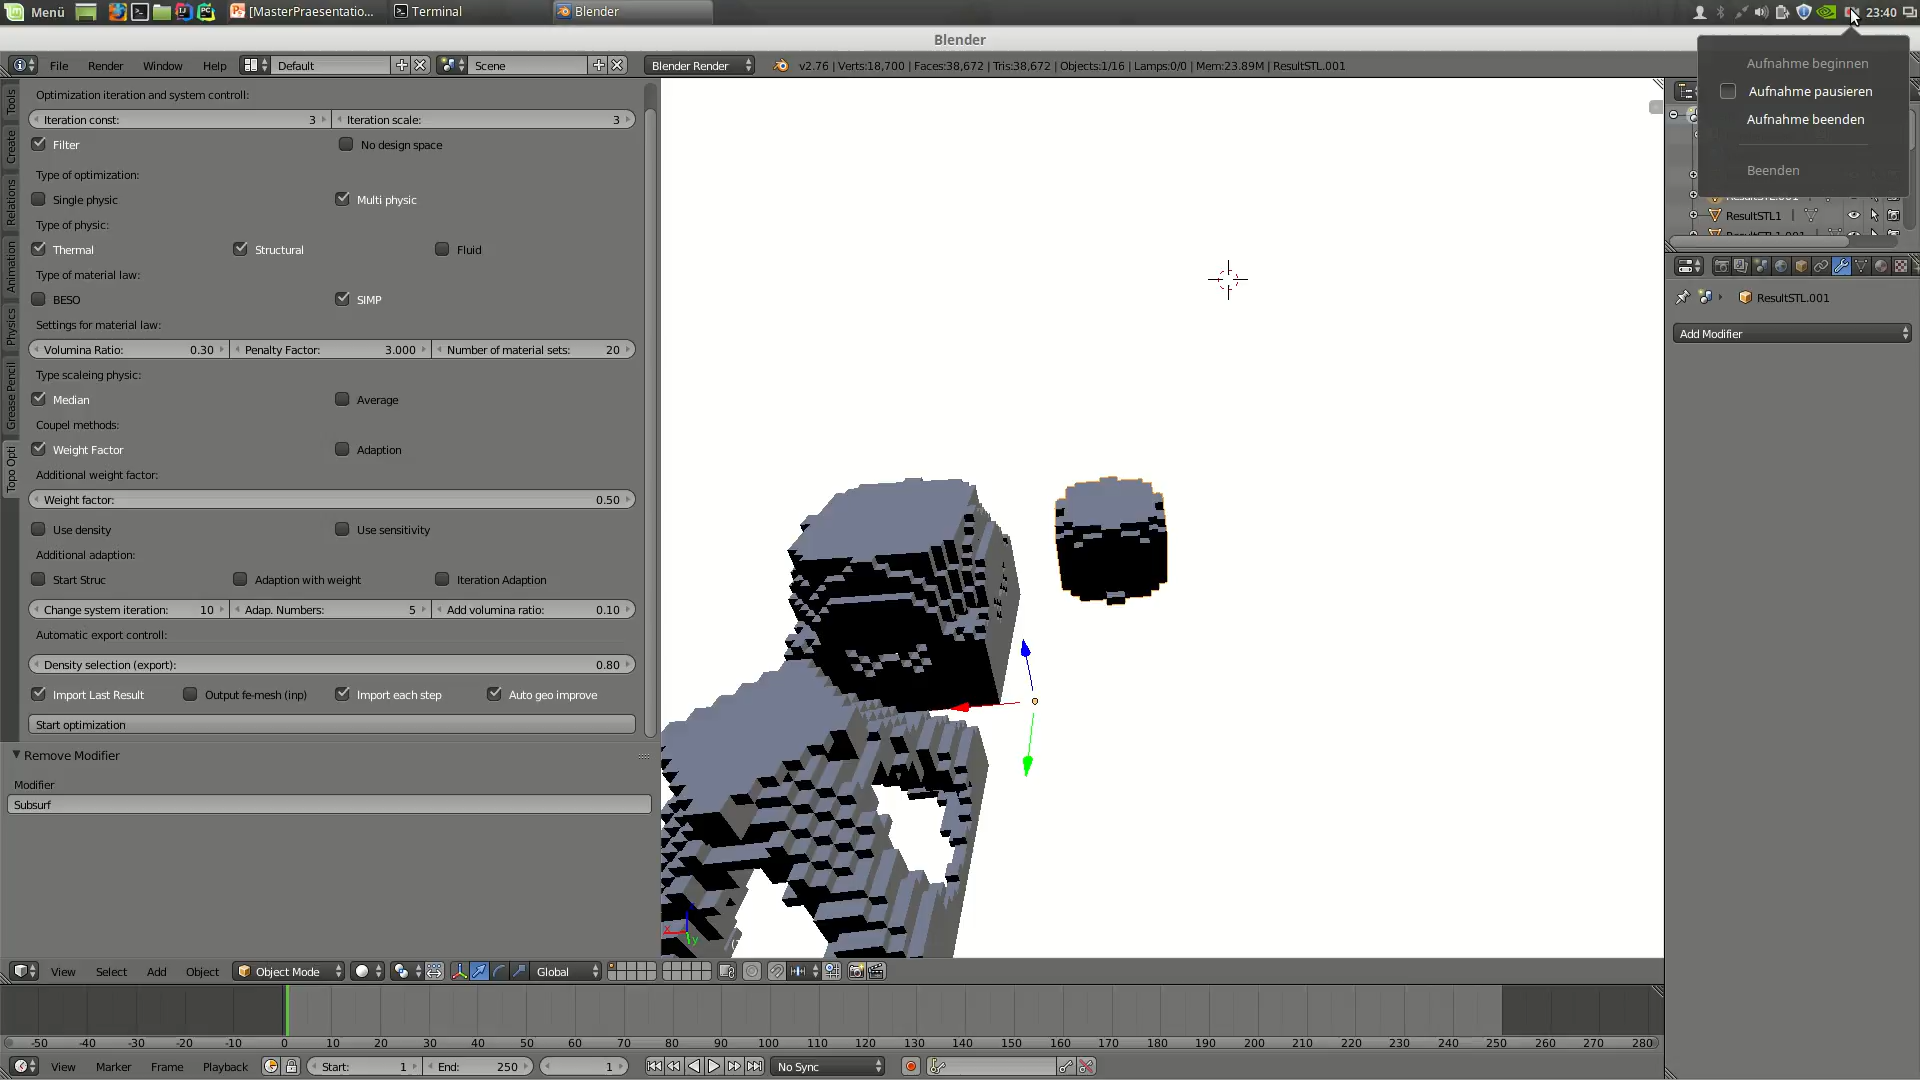 Menü [MasterPraesentatio... Terminal Blender 23:40
Blender
File Render Window Help Default Scene Blender Render v2.76 | Verts:18,700 | Faces:38,672 | Tris:38,672 | Objects:1/16 | Lamps:0/0 | Mem:23.89M | ResultSTL.001
Aufnahme beginnen
Aufnahme pausieren
Aufnahme beenden
Beenden
Tools
Create
Relations
Animation
Physics
Grease Pencil
Topo Opti
Optimization iteration and system controll:
Iteration const: 3 Iteration scale: 3
Filter No design space
Type of optimization:
Single physic Multi physic
Type of physic:
Thermal Structural Fluid
Type of material law:
BESO SIMP
Settings for material law:
Volumina Ratio: 0.30 Penalty Factor: 3.000 Number of material sets: 20
Type scaleing physic:
Median Average
Coupel methods:
Weight Factor Adaption
Additional weight factor:
Weight factor: 0.50
Use density Use sensitivity
Additional adaption:
Start Struc Adaption with weight Iteration Adaption
Change system iteration: 10 Adap. Numbers: 5 Add volumina ratio: 0.10
Automatic export controll:
Density selection (export): 0.80
Import Last Result Output fe-mesh (inp) Import each step Auto geo improve
Start optimization
Remove Modifier
Modifier
Subsurf
ResultSTL.001
ResultSTL1
ResultSTL1.001
ResultSTL.001
Add Modifier
x y
View Select Add Object Object Mode Global
-50 -40 -30 -20 -10 0 10 20 30 40 50 60 70 80 90 100 110 120 130 140 150 160 170 180 190 200 210 220 230 240 250 260 270 280
View Marker Frame Playback Start: 1 End: 250 1 No Sync